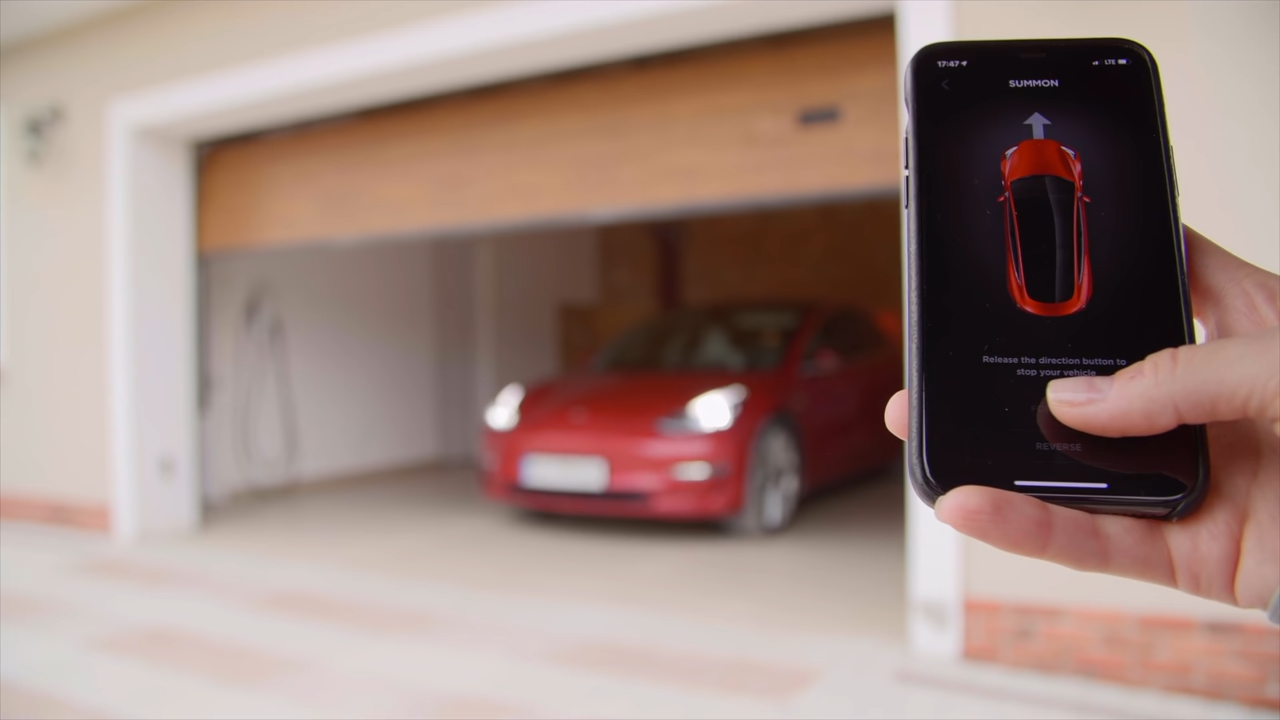 17:47
LTE
SUMMON
Release the direction button to
stop your vehicle
REVERSE